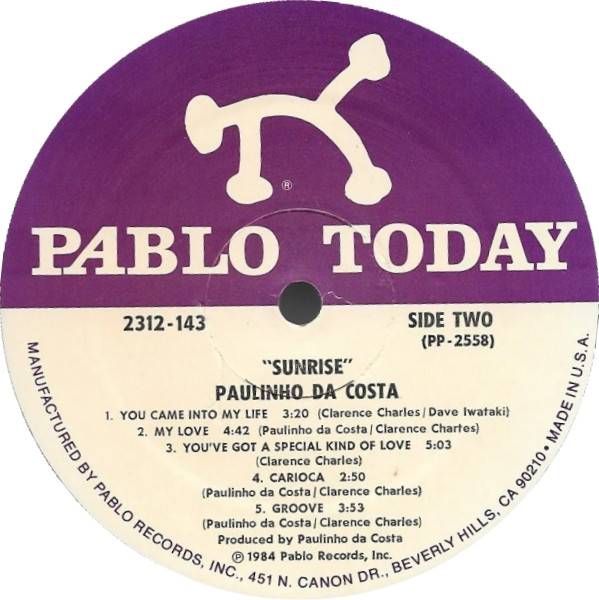 ®
PABLO TODAY
2312-143
SIDE TWO
(PP-2558)
"SUNRISE"
PAULINHO DA COSTA
1. YOU CAME INTO MY LIFE 3:20 (Clarence Charles/Dave Iwataki)
2. MY LOVE 4:42 (Paulinho da Costa/Clarence Charles)
3. YOU'VE GOT A SPECIAL KIND OF LOVE 5:03
(Clarence Charles)
4. CARIOCA 2:50
(Paulinho da Costa/Clarence Charles)
5. GROOVE 3:53
(Paulinho da Costa/Clarence Charles)
Produced by Paulinho da Costa
℗ 1984 Pablo Records, Inc.
MANUFACTURED BY PABLO RECORDS, INC., 451 N. CANON DR., BEVERLY HILLS, CA 90210 • MADE IN U.S.A.